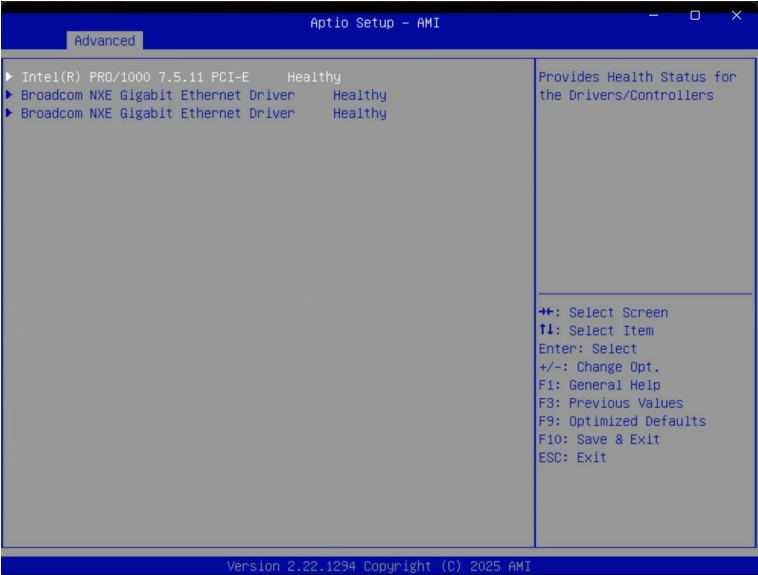 Aptio Setup – AMI
Advanced
Intel(R) PRO/1000 7.5.11 PCI-E Healthy
Broadcom NXE Gigabit Ethernet Driver Healthy
Broadcom NXE Gigabit Ethernet Driver Healthy
Provides Health Status for
the Drivers/Controllers
→←: Select Screen
↑↓: Select Item
Enter: Select
+/-: Change Opt.
F1: General Help
F3: Previous Values
F9: Optimized Defaults
F10: Save & Exit
ESC: Exit
Version 2.22.1294 Copyright (C) 2025 AMI